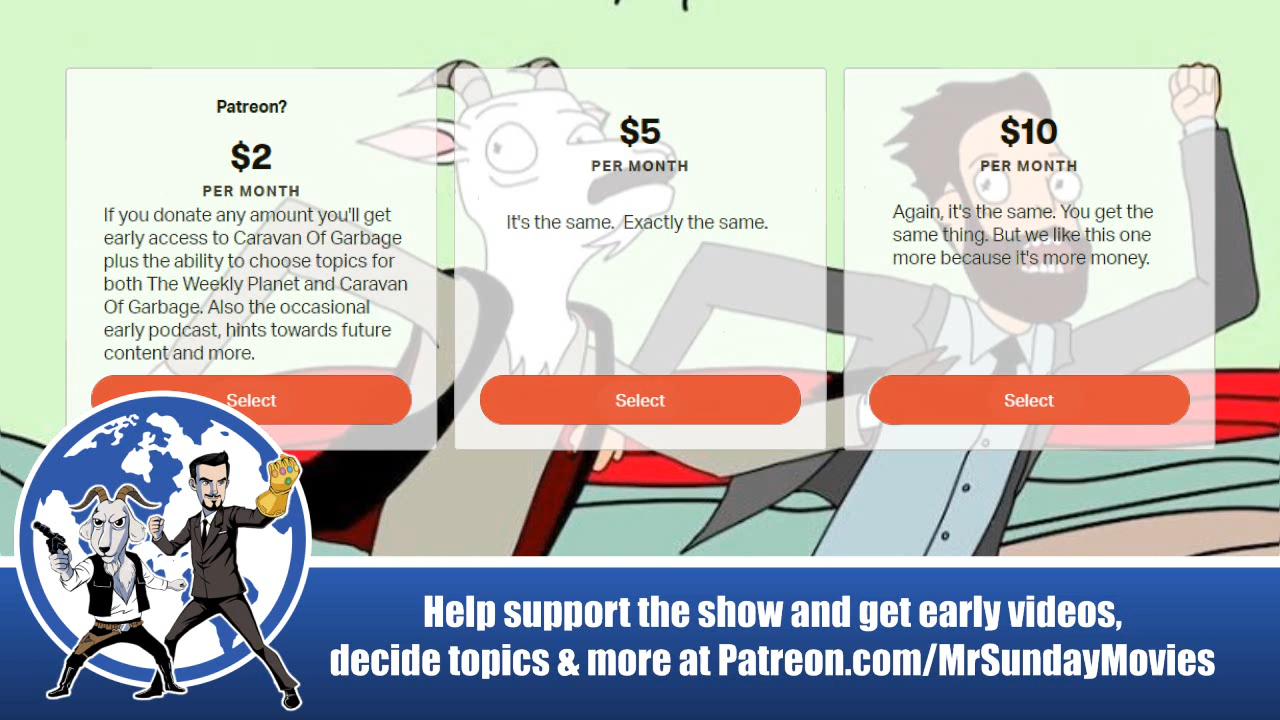 Patreon?
$2
PER MONTH
If you donate any amount you'll get
early access to Caravan Of Garbage
plus the ability to choose topics for
both The Weekly Planet and Caravan
Of Garbage. Also the occasional
early podcast, hints towards future
content and more.
Select
$5
PER MONTH
It's the same.  Exactly the same.
Select
$10
PER MONTH
Again, it's the same. You get the
same thing. But we like this one
more because it's more money.
Select
Help support the show and get early videos,
decide topics & more at Patreon.com/MrSundayMovies